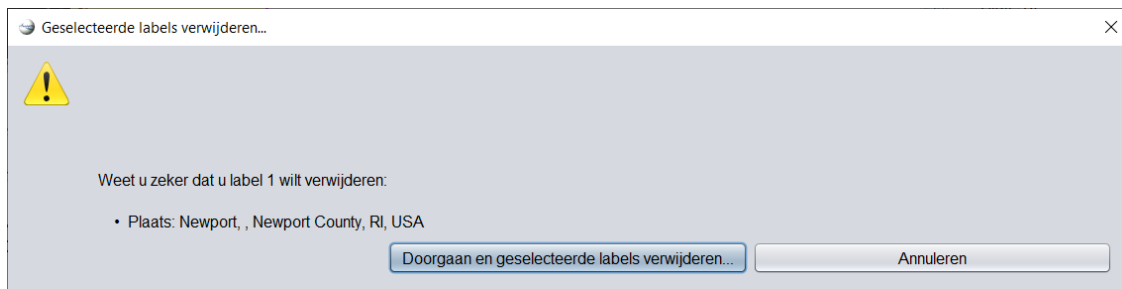 Geselecteerde labels verwijderen...
Weet u zeker dat u label 1 wilt verwijderen:
• Plaats: Newport, , Newport County, RI, USA
Doorgaan en geselecteerde labels verwijderen...
Annuleren